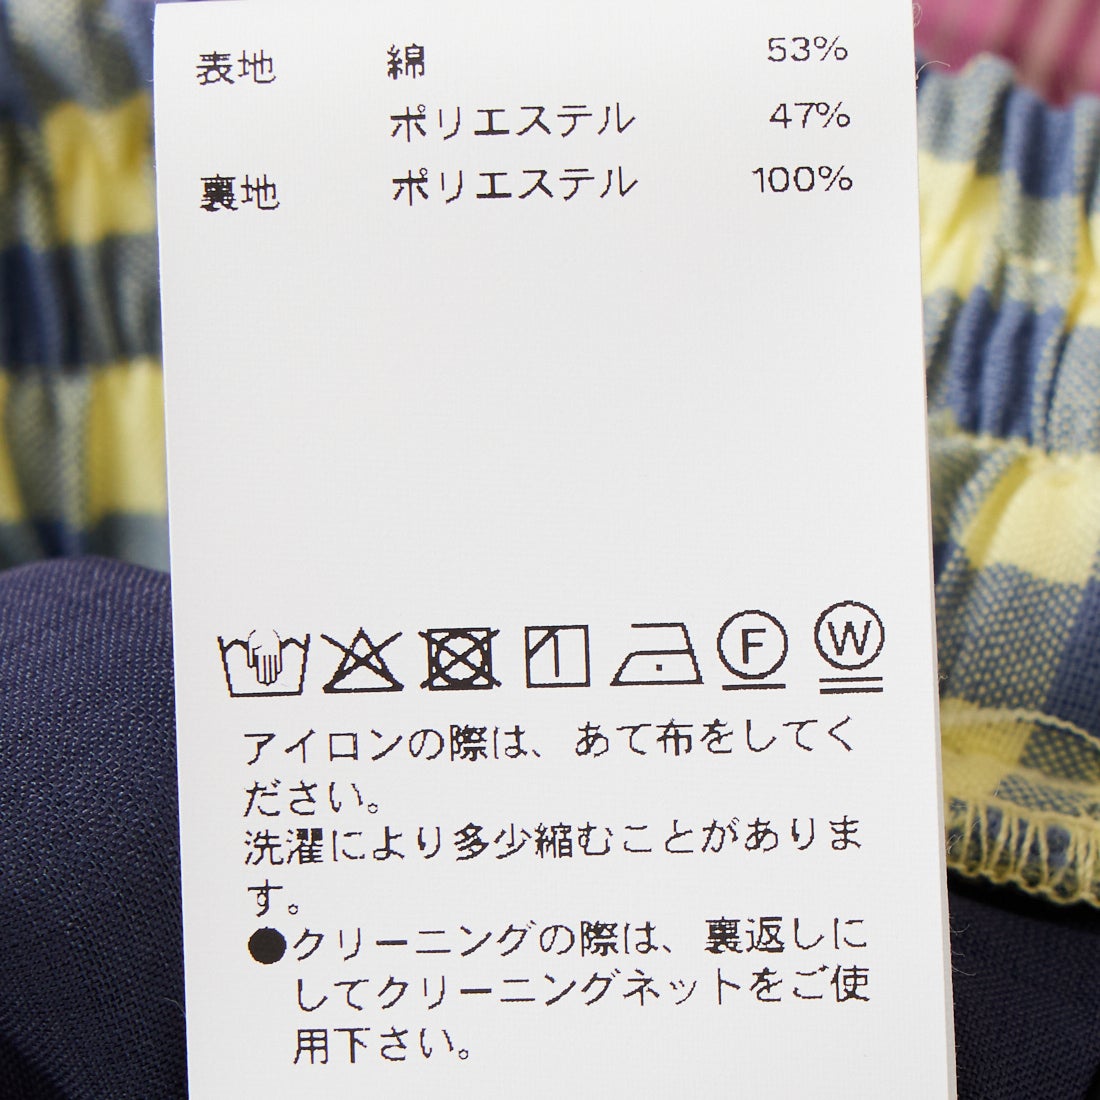 表地 綿 53%
ポリエステル 47%
裏地 ポリエステル 100%
F W
アイロンの際は、あて布をしてく
ださい。
洗濯により多少縮むことがありま
す。
●クリーニングの際は、裏返しに
してクリーニングネットをご使
用下さい。